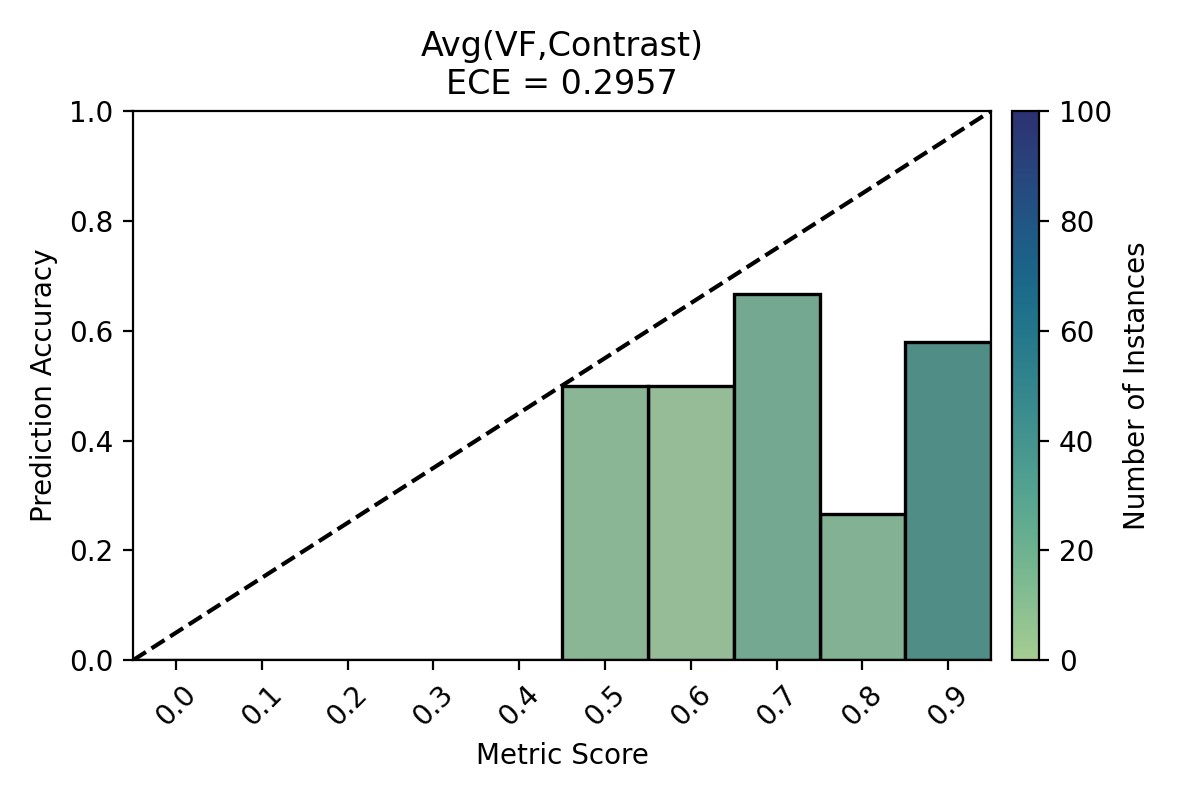 Avg(VF,Contrast)
ECE = 0.2957
1.0
0.8
0.6
0.4
0.2
0.0
Prediction Accuracy
0.0 0.1 0.2 0.3 0.4 0.5 0.6 0.7 0.8 0.9
Metric Score
100
80
60
40
20
0
Number of Instances